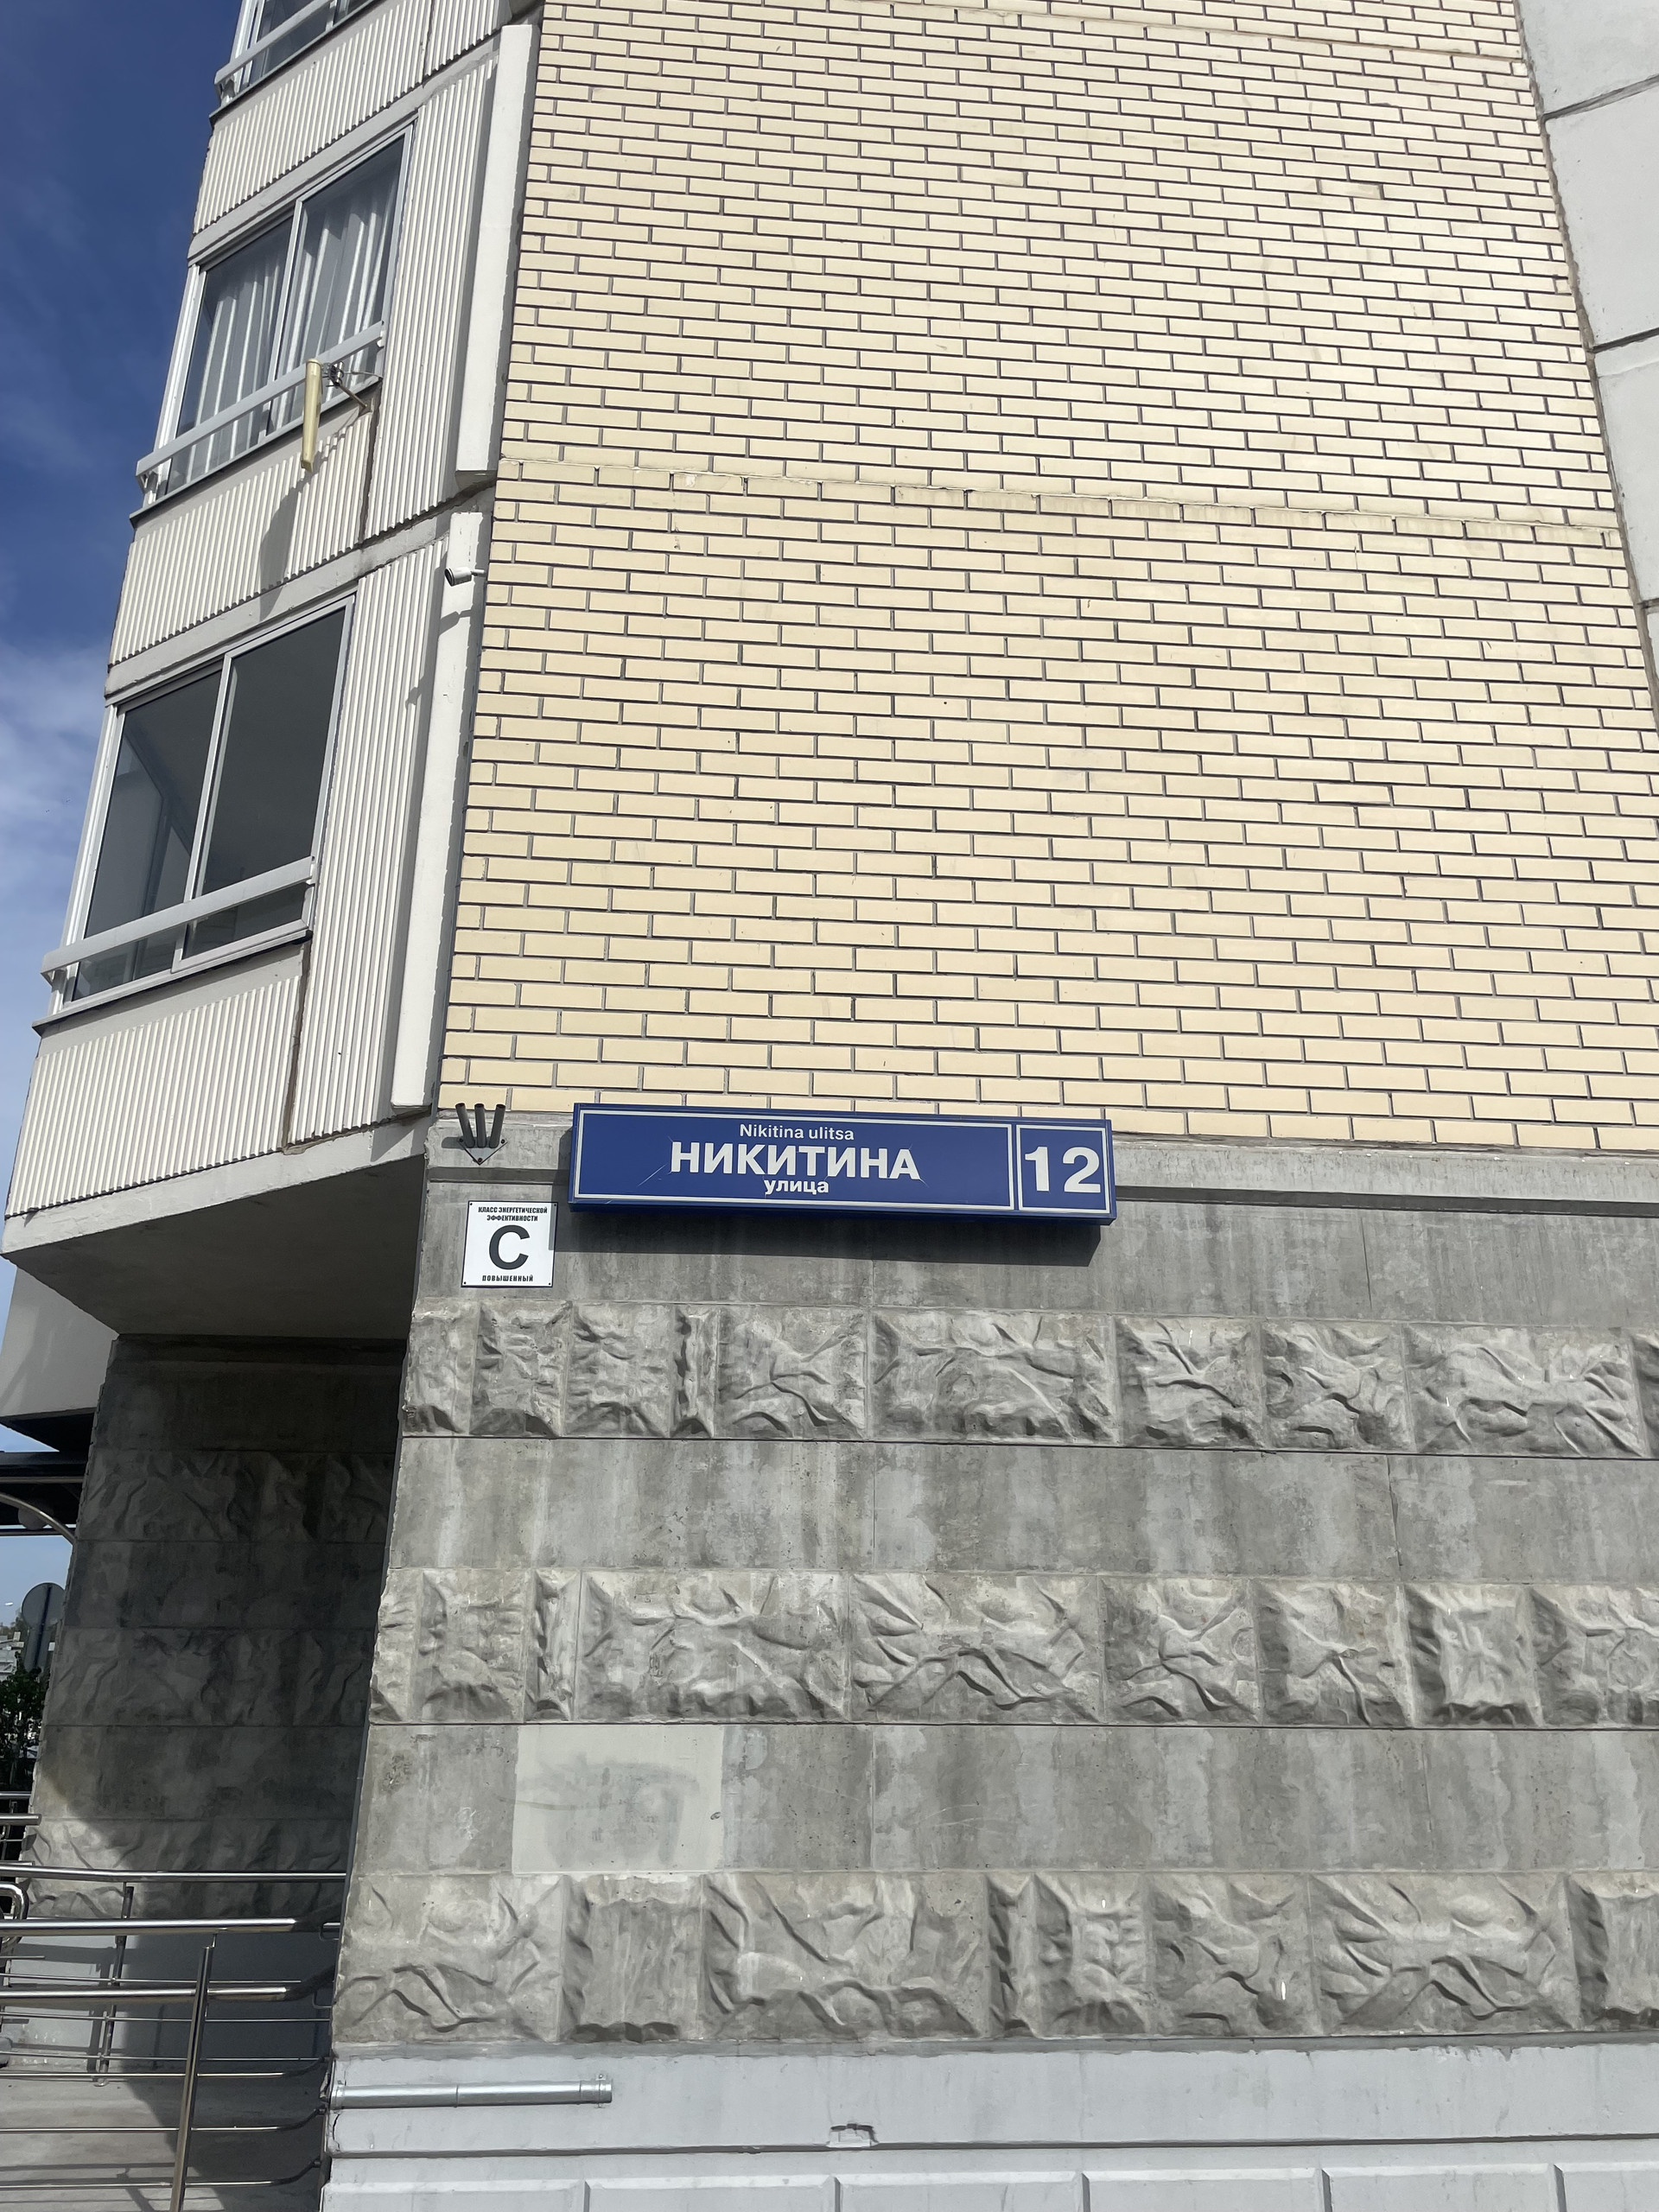 Nikitina ulitsa
НИКИТИНА
улица
12
КЛАСС ЭНЕРГЕТИЧЕСКОЙ
ЭФФЕКТИВНОСТИ
C
ПОВЫШЕННЫЙ